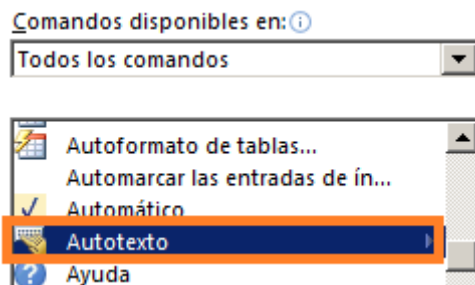 Comandos disponibles en:
Todos los comandos
Autoformato de tablas...
Automarcar las entradas de ín...
Automático
Autotexto
Ayuda